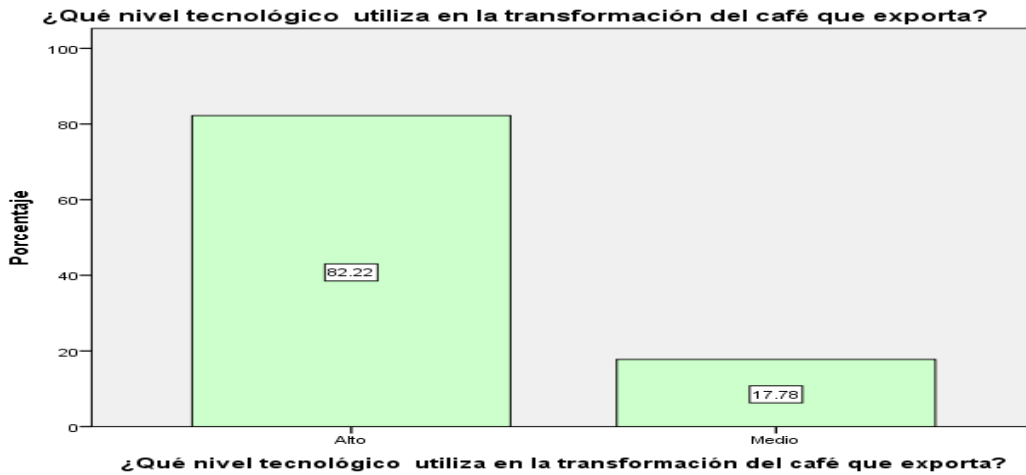 ¿Qué nivel tecnológico utiliza en la transformación del café que exporta?
100
80
60
40
20
0
Porcentaje
82.22
17.78
Alto
Medio
¿Qué nivel tecnológico utiliza en la transformación del café que exporta?